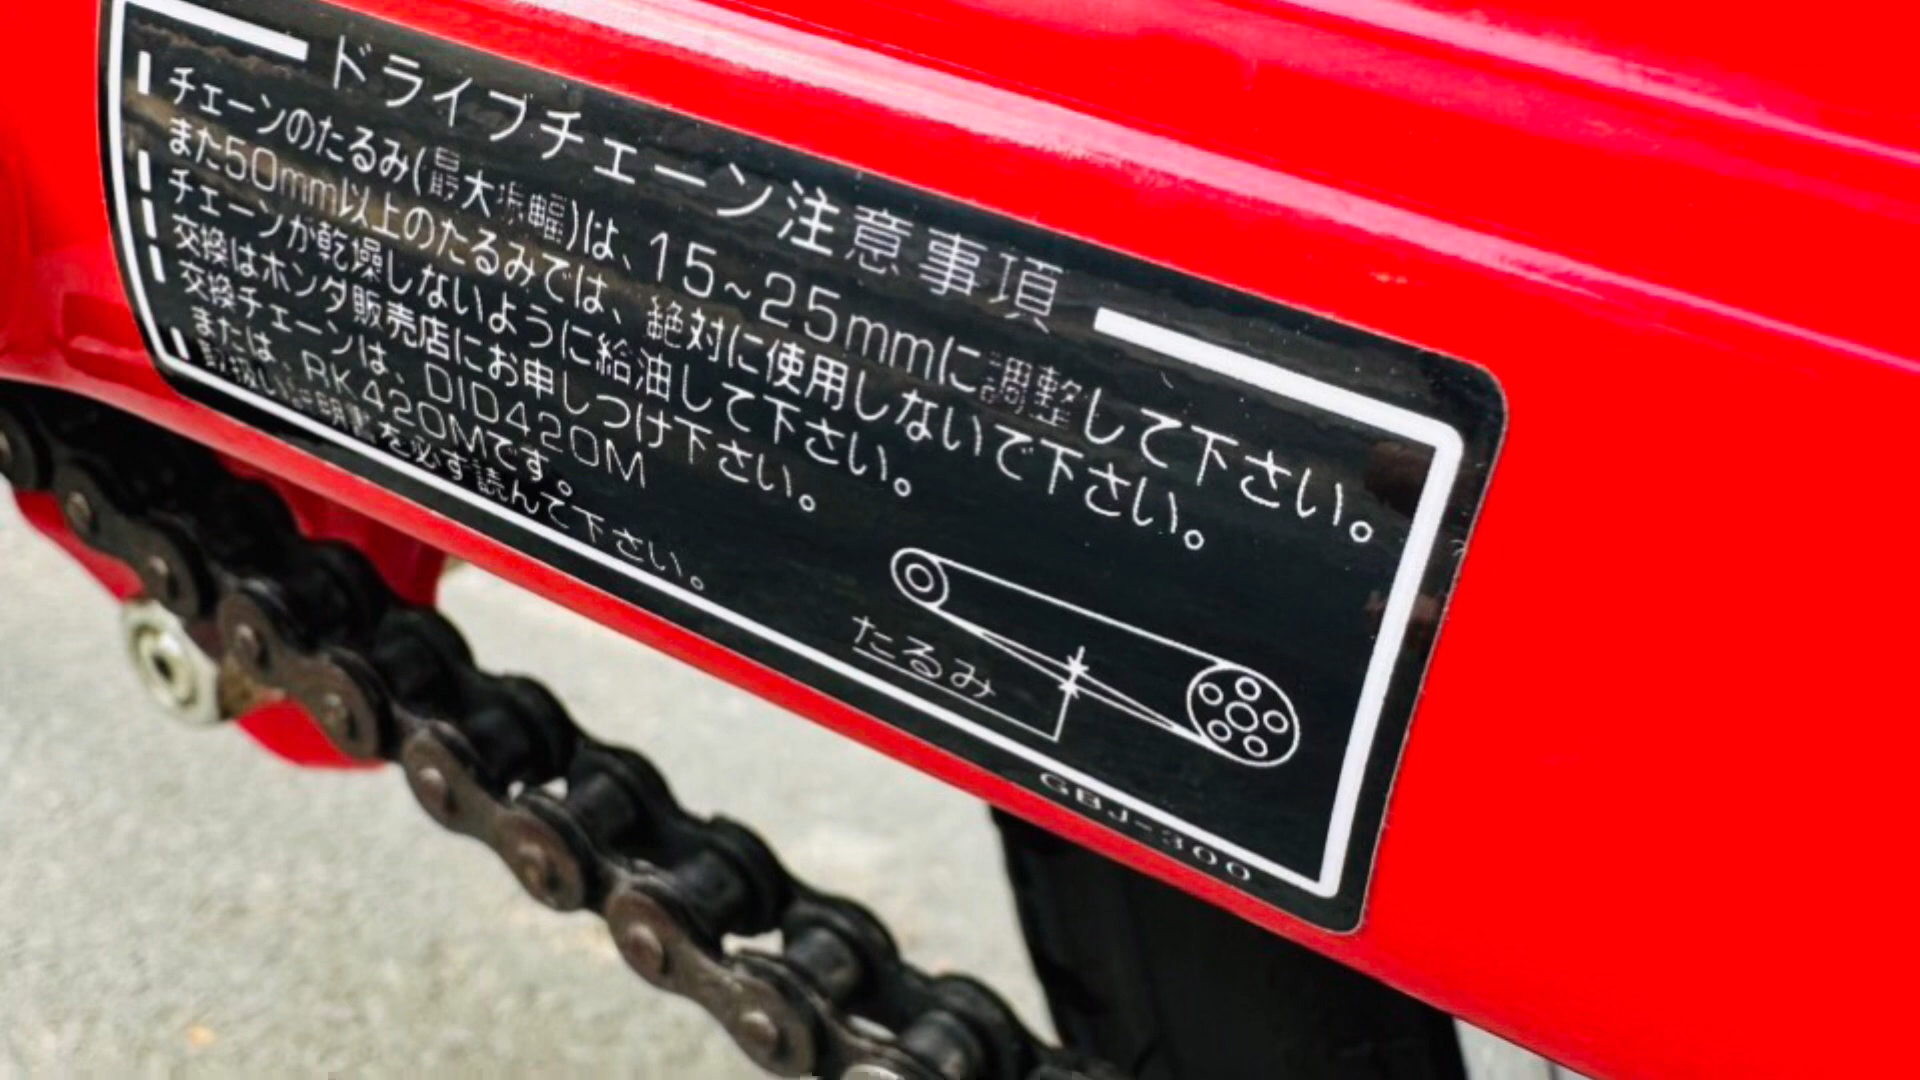 ドライブチェーン注意事項
チェーンのたるみ(最大振幅)は、15~25mmに調整して下さい。
また50mm以上のたるみでは、絶対に使用しないで下さい。
チェーンが乾燥しないように給油して下さい。
交換はホンダ販売店にお申しつけ下さい。
交換チェーンは、DID420M
または、RK420Mです。
取扱い説明書を必ず読んで下さい。
たるみ
GBJ-300